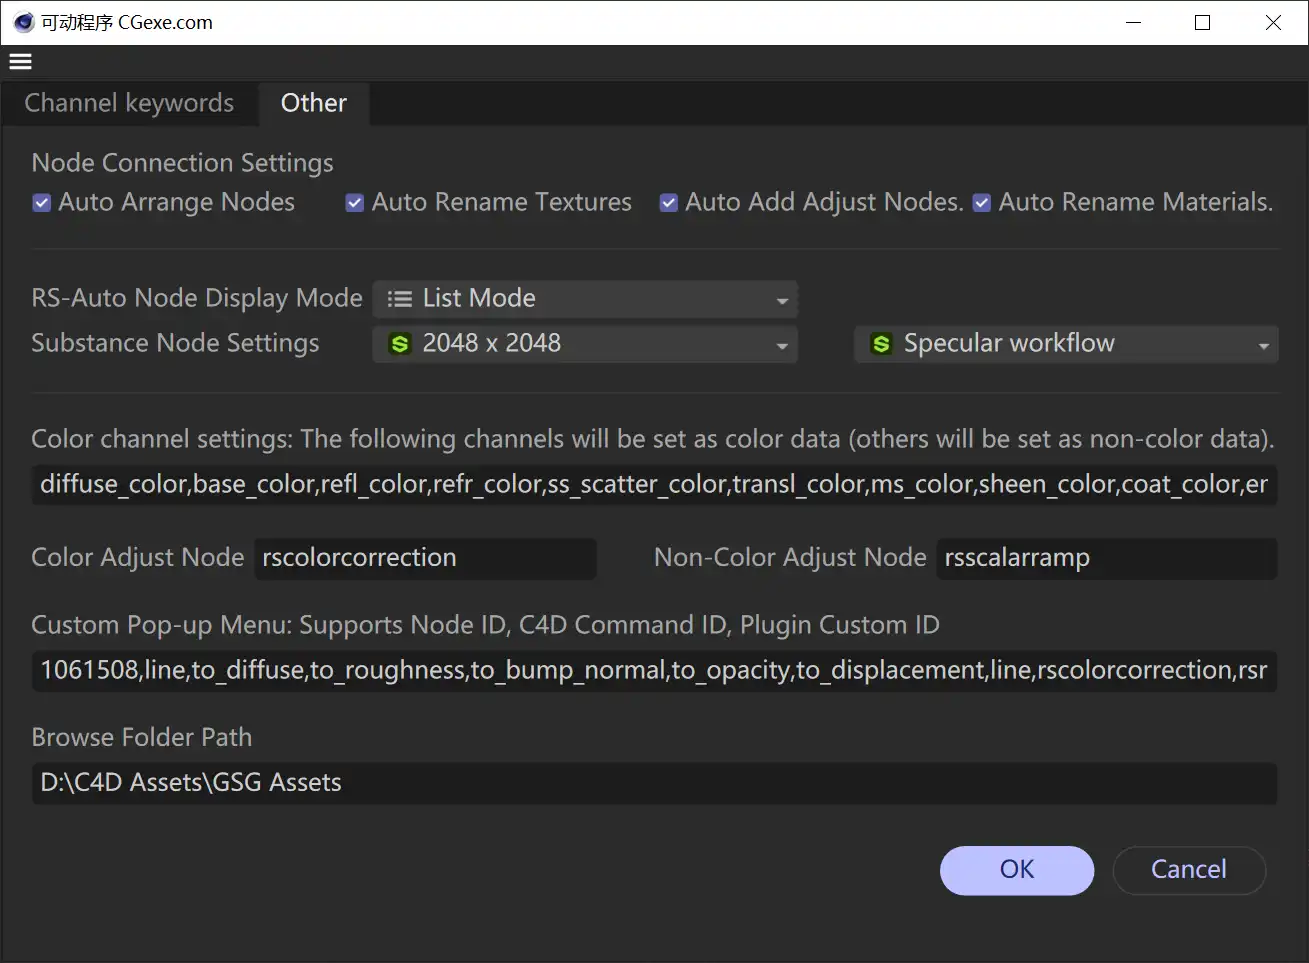 可动程序 CGexe.com
Channel keywords Other
Node Connection Settings
Auto Arrange Nodes Auto Rename Textures Auto Add Adjust Nodes. Auto Rename Materials.
RS-Auto Node Display Mode List Mode
Substance Node Settings 2048 x 2048 Specular workflow
Color channel settings: The following channels will be set as color data (others will be set as non-color data).
diffuse_color,base_color,refl_color,refr_color,ss_scatter_color,transl_color,ms_color,sheen_color,coat_color,er
Color Adjust Node rscolorcorrection Non-Color Adjust Node rsscalarramp
Custom Pop-up Menu: Supports Node ID, C4D Command ID, Plugin Custom ID
1061508,line,to_diffuse,to_roughness,to_bump_normal,to_opacity,to_displacement,line,rscolorcorrection,rsr
Browse Folder Path
D:\C4D Assets\GSG Assets
OK Cancel